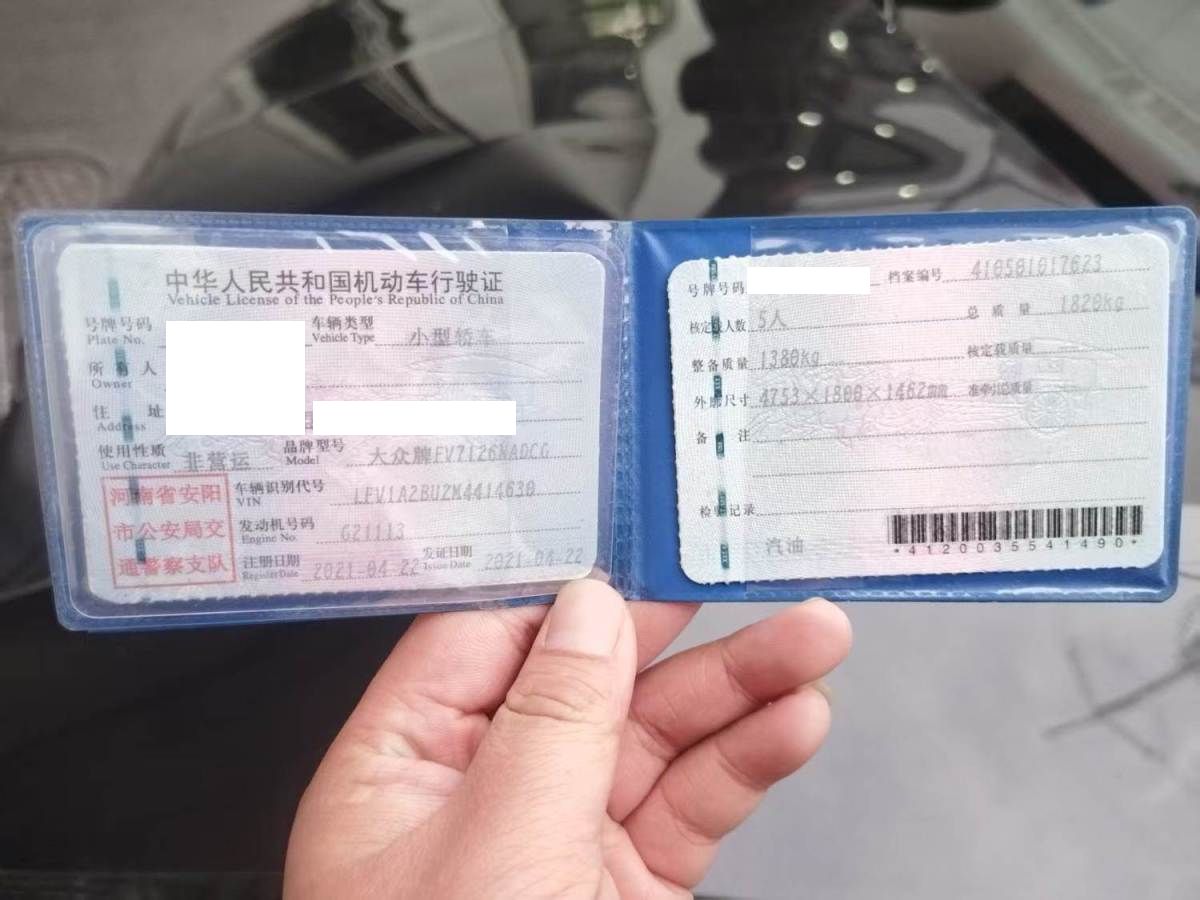 中华人民共和国机动车行驶证
Vehicle License of the People's Republic of China
号牌号码
Plate No.
车辆类型
Vehicle Type
小型轿车
所有人
Owner
住址
Address
使用性质
Use Character
非营运
品牌型号
Model
大众牌FV7126NADCG
河南省安阳
市公安局交
通警察支队
车辆识别代号
VIN
LFV1A2BU2M4414630
发动机号码
Engine No.
G21113
注册日期
Register Date
2021-04-22
发证日期
Issue Date
2021-04-22
号牌号码
档案编号
410501017623
核定载人数
5人
总质量
1820kg
整备质量
1380kg
核定载质量
外廓尺寸
4753×1800×1462mm
准牵引总质量
备注
检验记录
汽油
*4120035541490*